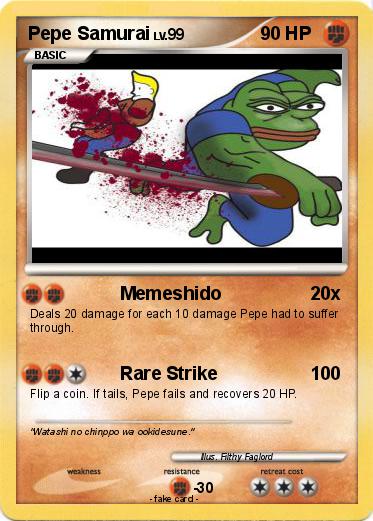 Pepe Samurai LV.99 90 HP
BASIC
Memeshido 20x
Deals 20 damage for each 10 damage Pepe had to suffer
through.
Rare Strike 100
Flip a coin. If tails, Pepe fails and recovers 20 HP.
"Watashi no chinppo wa ookidesune."
Illus. Filthy Faglord
weakness resistance retreat cost
-30
- fake card -